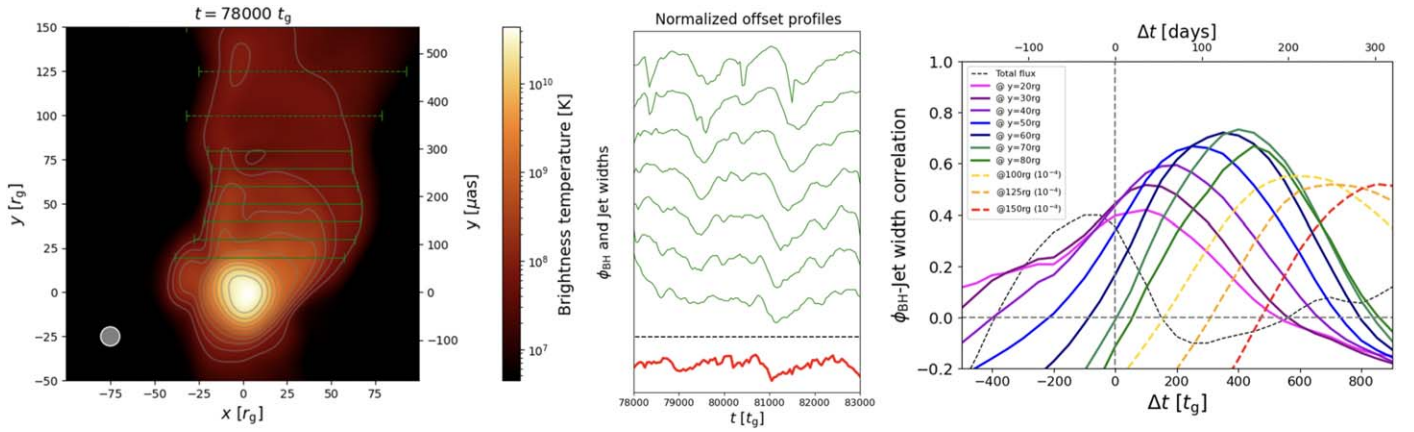 t = 78000 t_g
150
125
100
75
50
25
0
−25
−50
y [r_g]
−75
−50
−25
0
25
50
75
x [r_g]
500
400
300
200
100
0
−100
y [μas]
10^10
10^9
10^8
10^7
Brightness temperature [K]
Normalized offset profiles
ϕ_BH and Jet widths
78000
79000
80000
81000
82000
83000
t [t_g]
Δt [days]
−100
0
100
200
300
1.0
0.8
0.6
0.4
0.2
0.0
−0.2
ϕ_BH-Jet width correlation
Total flux
@ y=20rg
@ y=30rg
@ y=40rg
@ y=50rg
@ y=60rg
@ y=70rg
@ y=80rg
@100rg (10^−4)
@125rg (10^−4)
@150rg (10^−4)
−400
−200
0
200
400
600
800
Δt [t_g]